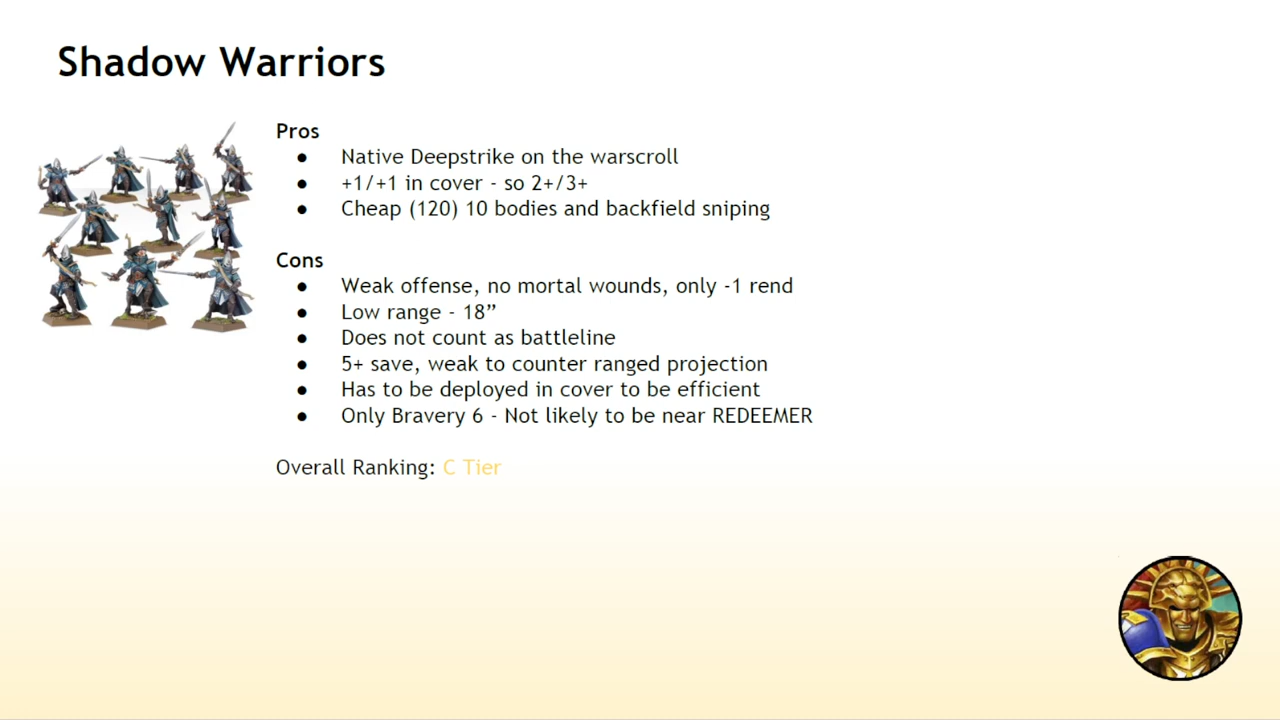 Shadow Warriors
Pros
● Native Deepstrike on the warscroll
● +1/+1 in cover - so 2+/3+
● Cheap (120) 10 bodies and backfield sniping
Cons
● Weak offense, no mortal wounds, only -1 rend
● Low range - 18”
● Does not count as battleline
● 5+ save, weak to counter ranged projection
● Has to be deployed in cover to be efficient
● Only Bravery 6 - Not likely to be near REDEEMER
Overall Ranking: C Tier